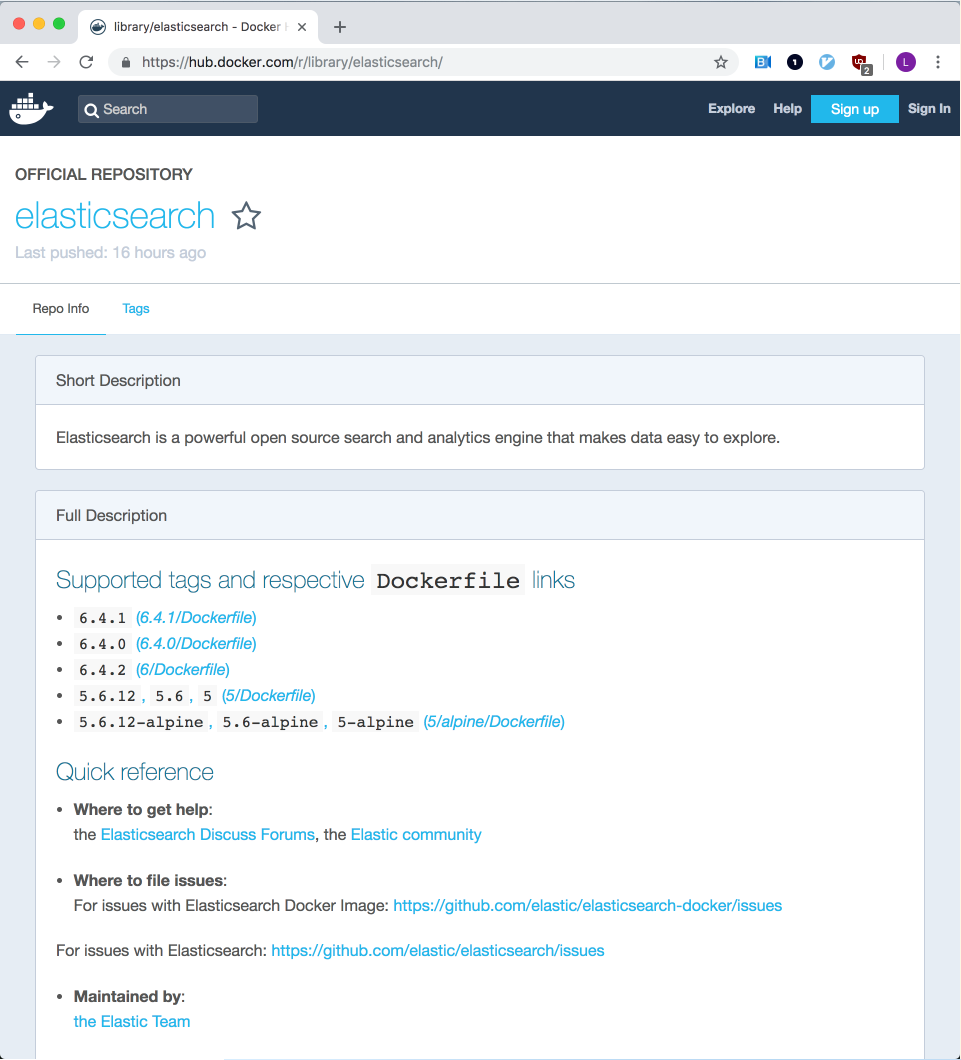 library/elasticsearch - Docker
https://hub.docker.com/r/library/elasticsearch/
2
L
Search
Explore Help Sign up Sign In
OFFICIAL REPOSITORY
elasticsearch
Last pushed: 16 hours ago
Repo Info Tags
Short Description
Elasticsearch is a powerful open source search and analytics engine that makes data easy to explore.
Full Description
Supported tags and respective Dockerfile links
• 6.4.1 (6.4.1/Dockerfile)
• 6.4.0 (6.4.0/Dockerfile)
• 6.4.2 (6/Dockerfile)
• 5.6.12, 5.6, 5 (5/Dockerfile)
• 5.6.12-alpine, 5.6-alpine, 5-alpine (5/alpine/Dockerfile)
Quick reference
• Where to get help:
the Elasticsearch Discuss Forums, the Elastic community
• Where to file issues:
For issues with Elasticsearch Docker Image: https://github.com/elastic/elasticsearch-docker/issues
For issues with Elasticsearch: https://github.com/elastic/elasticsearch/issues
• Maintained by:
the Elastic Team